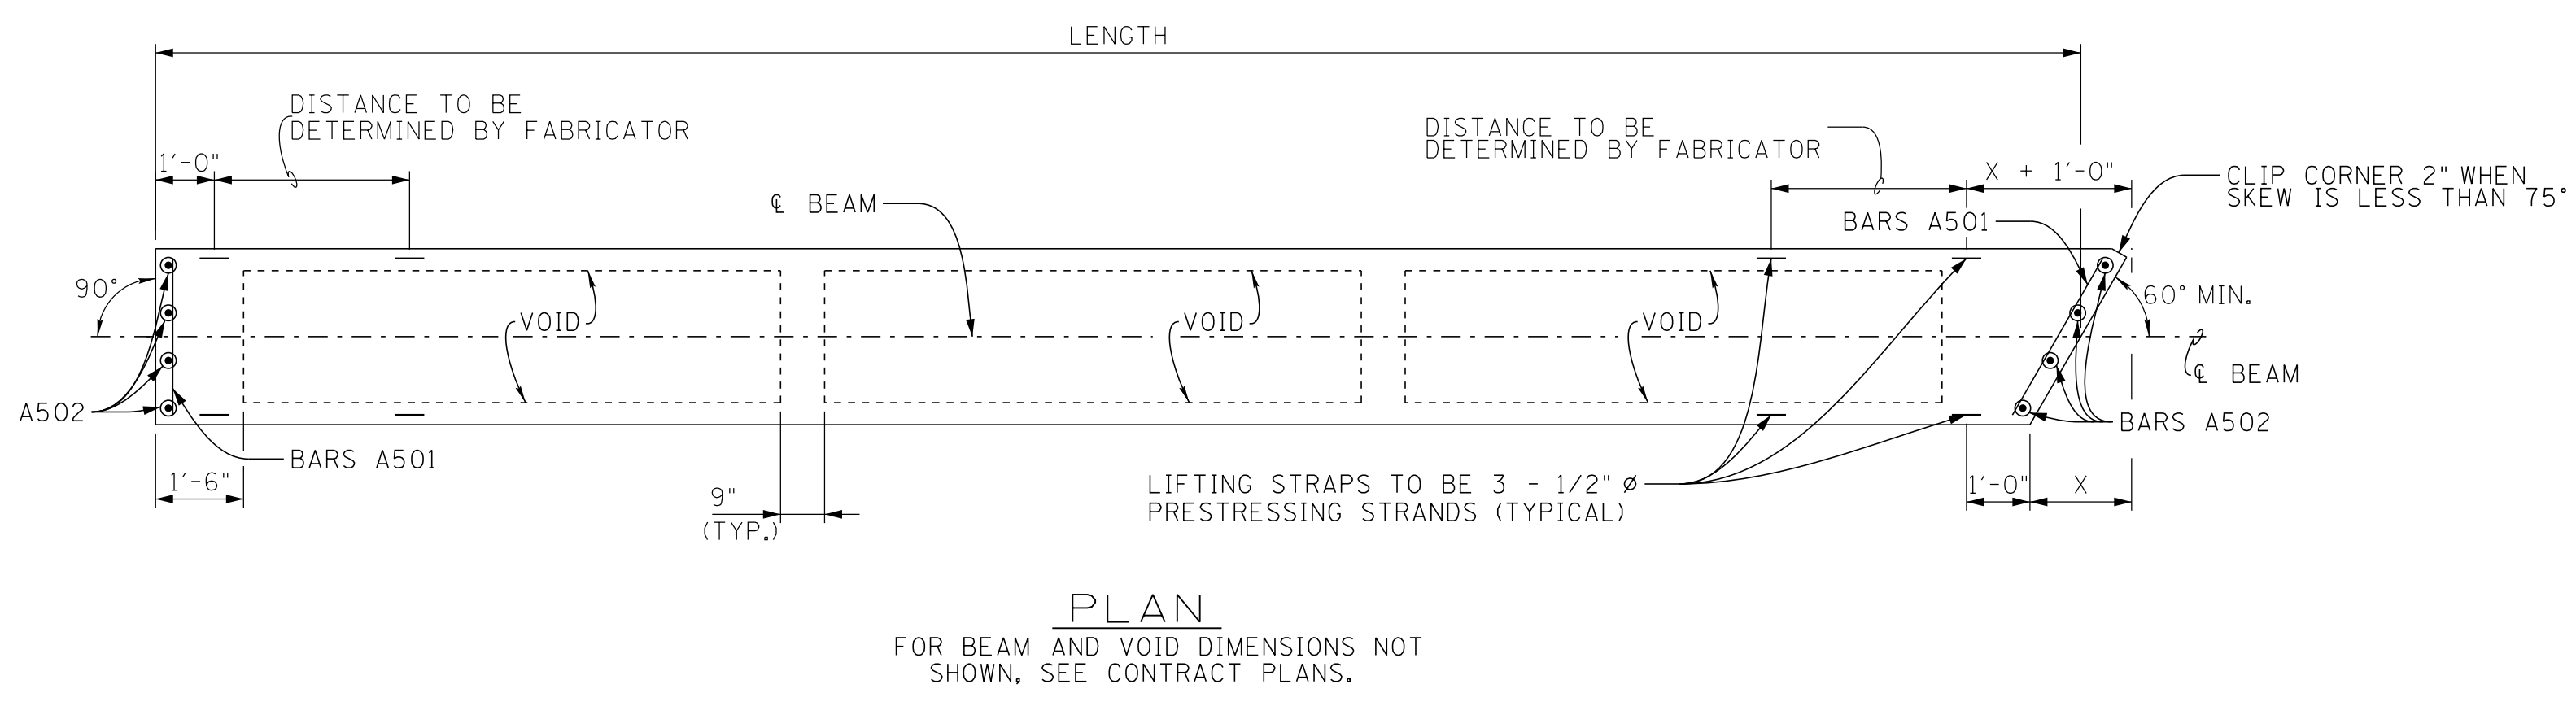 LENGTH
DISTANCE TO BE
DETERMINED BY FABRICATOR
DISTANCE TO BE
DETERMINED BY FABRICATOR
1'-0"
X + 1'-0"
CLIP CORNER 2" WHEN
SKEW IS LESS THAN 75°
℄ BEAM
BARS A501
90°
60° MIN.
VOID
VOID
VOID
℄ BEAM
A502
BARS A502
BARS A501
1'-6"
9"
(TYP.)
LIFTING STRAPS TO BE 3 - 1/2" Ø
PRESTRESSING STRANDS (TYPICAL)
1'-0"
X
PLAN
FOR BEAM AND VOID DIMENSIONS NOT
SHOWN, SEE CONTRACT PLANS.